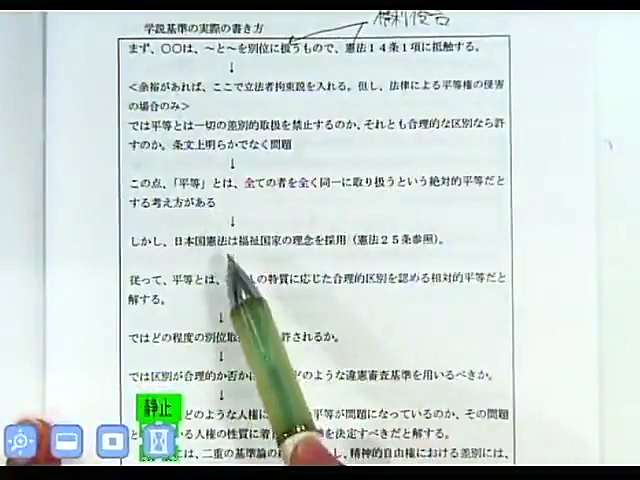 学説基準の実際の書き方
まず、〇〇は、～と～を別位に扱うもので、憲法１４条１項に抵触する。
↓
＜余裕があれば、ここで立法者拘束説を入れる。但し、法律による平等権の侵害
の場合のみ＞
では平等とは一切の差別的取扱を禁止するのか、それとも合理的な区別なら許
すのか。条文上明らかでなく問題
↓
この点、「平等」とは、全ての者を全く同一に取り扱うという絶対的平等だと
する考え方がある
↓
しかし、日本国憲法は福祉国家の理念を採用（憲法２５条参照）。
従って、平等とは、人の特質に応じた合理的区別を認める相対的平等だと
解する。
↓
ではどの程度の別位取 許されるか。
↓
では区別が合理的か否か どのような違憲審査基準を用いるべきか。
↓
静止
どのような人権に 平等が問題になっているのか、その問題
いる人権の性質に着 を決定すべきだと解する。
には、二重の基準論の 、精神的自由権における差別には、